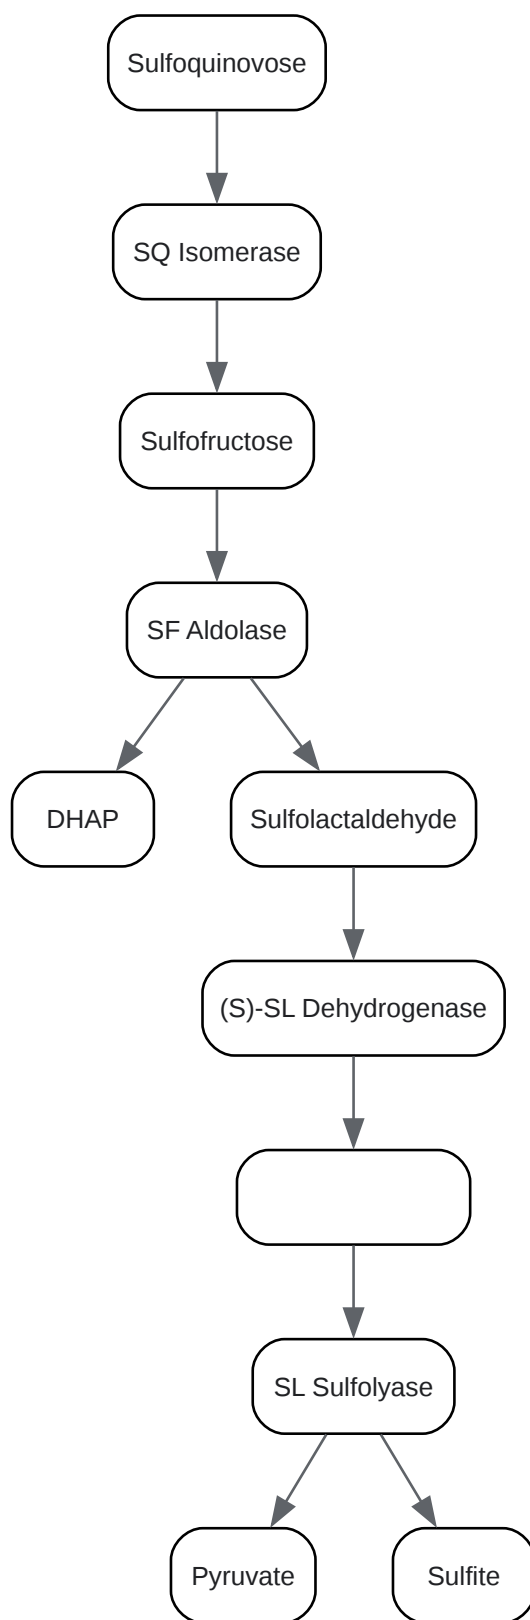 Sulfoquinovose
SQ Isomerase
Sulfofructose
SF Aldolase
DHAP
Sulfolactaldehyde
(S)-SL Dehydrogenase
SL Sulfolyase
Pyruvate
Sulfite